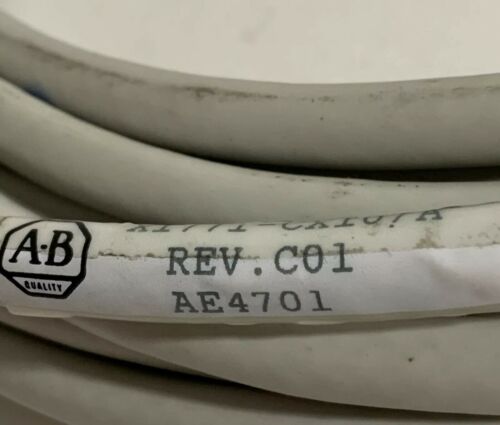 A·B
QUALITY
REV.C01
AE4701